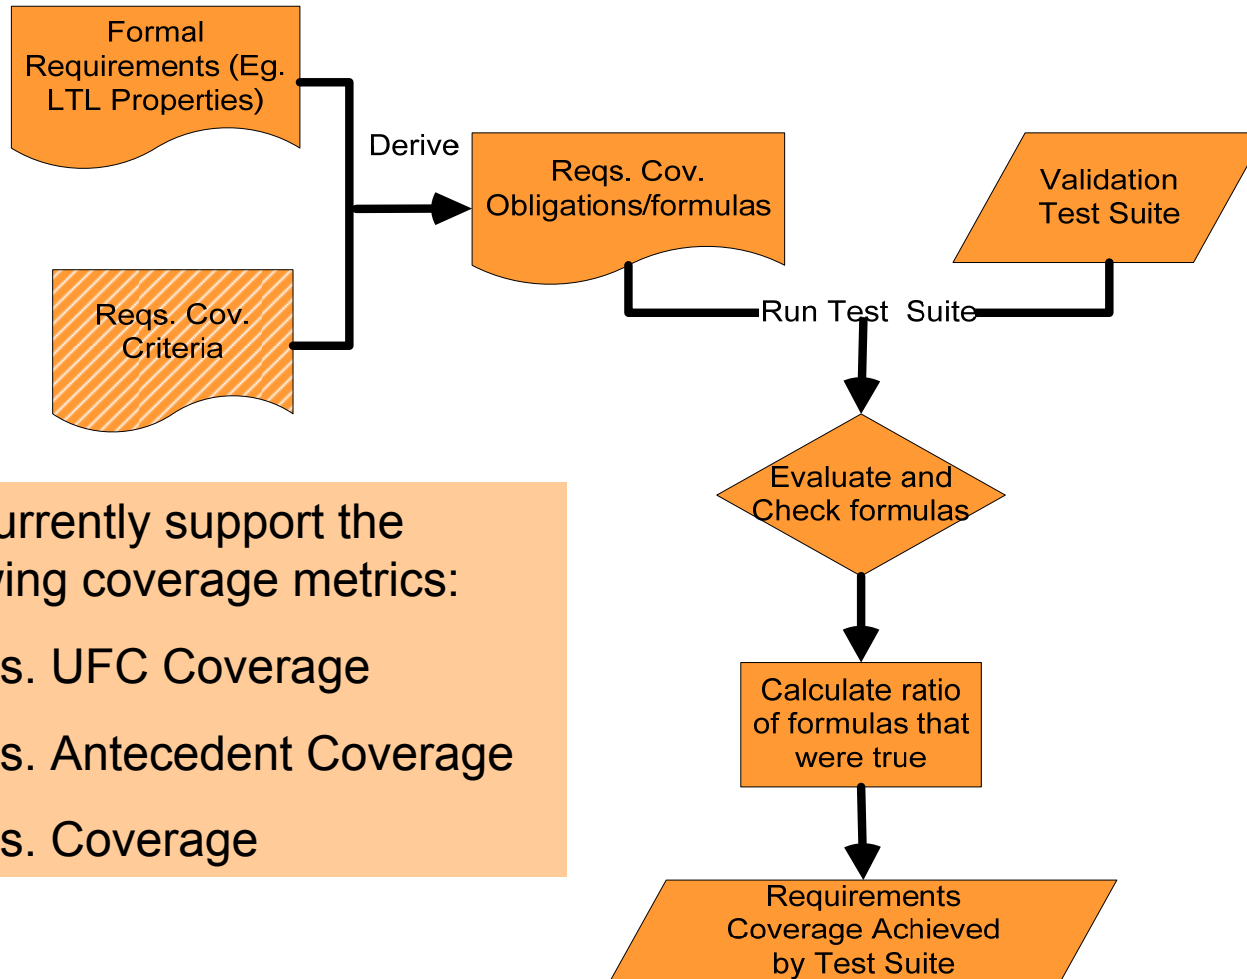 Formal
Requirements (Eg.
LTL Properties)
Derive
Reqs. Cov.
Obligations/formulas
Validation
Test Suite
Reqs. Cov.
Criteria
Run Test Suite
Evaluate and
Check formulas
urrently support the
ing coverage metrics:
s. UFC Coverage
s. Antecedent Coverage
s. Coverage
Calculate ratio
of formulas that
were true
Requirements
Coverage Achieved
by Test Suite